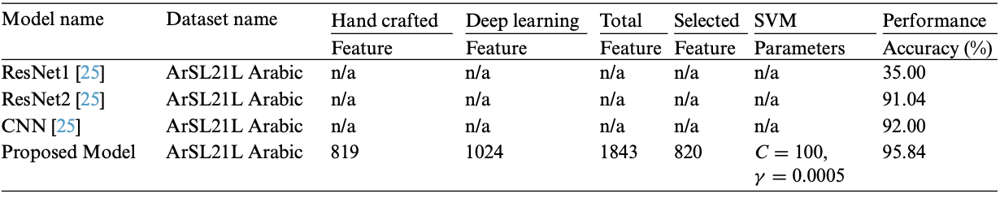 Model name Dataset name Hand crafted Deep learning Total Selected SVM Performance
Feature Feature Feature Feature Parameters Accuracy (%)
ResNet1 [25] ArSL21L Arabic n/a n/a n/a n/a n/a 35.00
ResNet2 [25] ArSL21L Arabic n/a n/a n/a n/a n/a 91.04
CNN [25] ArSL21L Arabic n/a n/a n/a n/a n/a 92.00
Proposed Model ArSL21L Arabic 819 1024 1843 820 C = 100, 95.84
γ = 0.0005